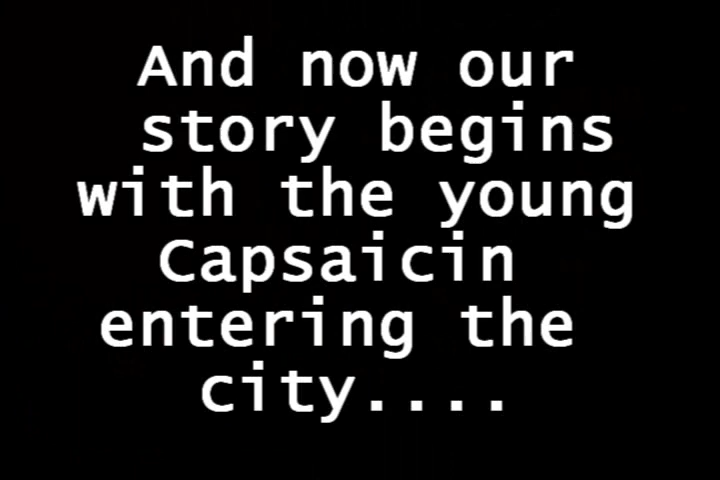 And now our
story begins
with the young
Capsaicin
entering the
city....